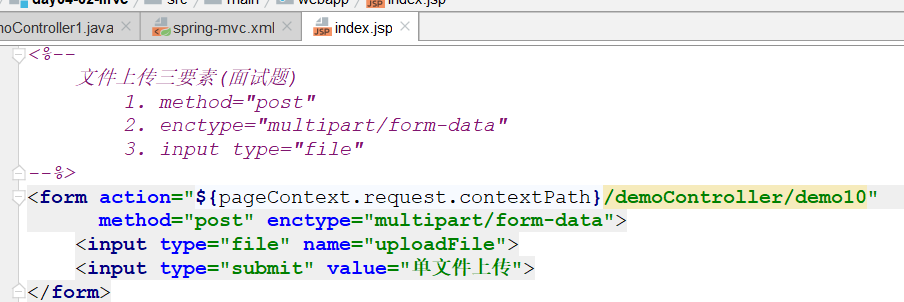 day04-02-mvc src main webapp index.jsp
moController1.java spring-mvc.xml index.jsp
<%--
文件上传三要素(面试题)
1. method="post"
2. enctype="multipart/form-data"
3. input type="file"
--%>
<form action="${pageContext.request.contextPath}/demoController/demo10"
method="post" enctype="multipart/form-data">
<input type="file" name="uploadFile">
<input type="submit" value="单文件上传">
</form>